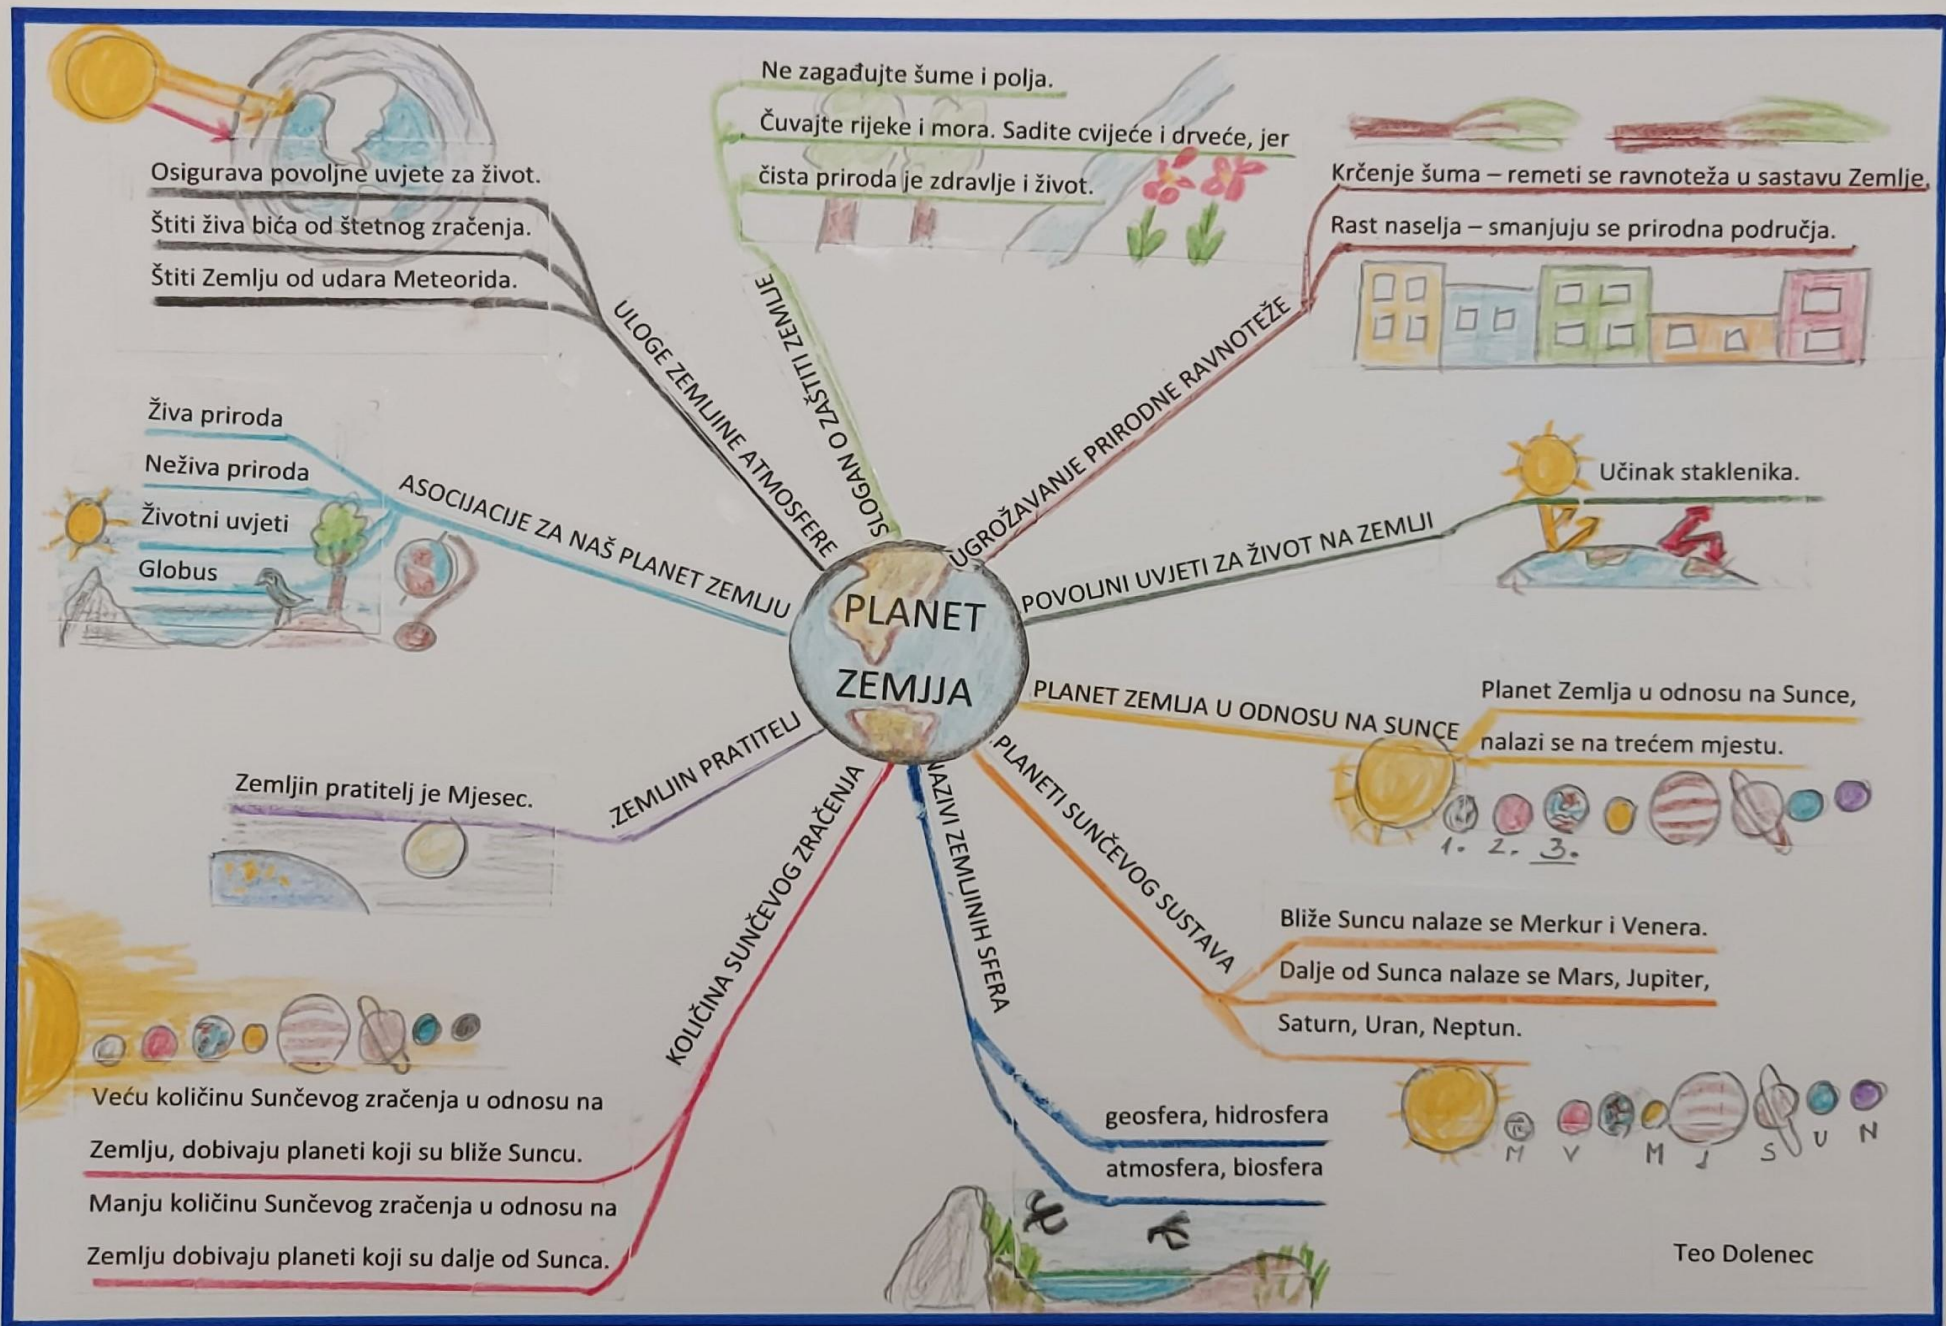 PLANET
ZEMJJA
ULOGE ZEMLJINE ATMOSFERE
Osigurava povoljne uvjete za život.
Štiti živa bića od štetnog zračenja.
Štiti Zemlju od udara Meteorida.
SLOGAN O ZAŠTITI ZEMLJE
Ne zagađujte šume i polja.
Čuvajte rijeke i mora. Sadite cvijeće i drveće, jer
čista priroda je zdravlje i život.
UGROŽAVANJE PRIRODNE RAVNOTEŽE
Krčenje šuma – remeti se ravnoteža u sastavu Zemlje.
Rast naselja – smanjuju se prirodna područja.
POVOLJNI UVJETI ZA ŽIVOT NA ZEMLJI
Učinak staklenika.
PLANET ZEMLJA U ODNOSU NA SUNCE
Planet Zemlja u odnosu na Sunce,
nalazi se na trećem mjestu.
1. 2. 3.
PLANETI SUNČEVOG SUSTAVA
Bliže Suncu nalaze se Merkur i Venera.
Dalje od Sunca nalaze se Mars, Jupiter,
Saturn, Uran, Neptun.
M V M J S U N
NAZIVI ZEMLJINIH SFERA
geosfera, hidrosfera
atmosfera, biosfera
KOLIČINA SUNČEVOG ZRAČENJA
Veću količinu Sunčevog zračenja u odnosu na
Zemlju, dobivaju planeti koji su bliže Suncu.
Manju količinu Sunčevog zračenja u odnosu na
Zemlju dobivaju planeti koji su dalje od Sunca.
ZEMLJIN PRATITELJ
Zemljin pratitelj je Mjesec.
ASOCIJACIJE ZA NAŠ PLANET ZEMLJU
Živa priroda
Neživa priroda
Životni uvjeti
Globus
Teo Dolenec